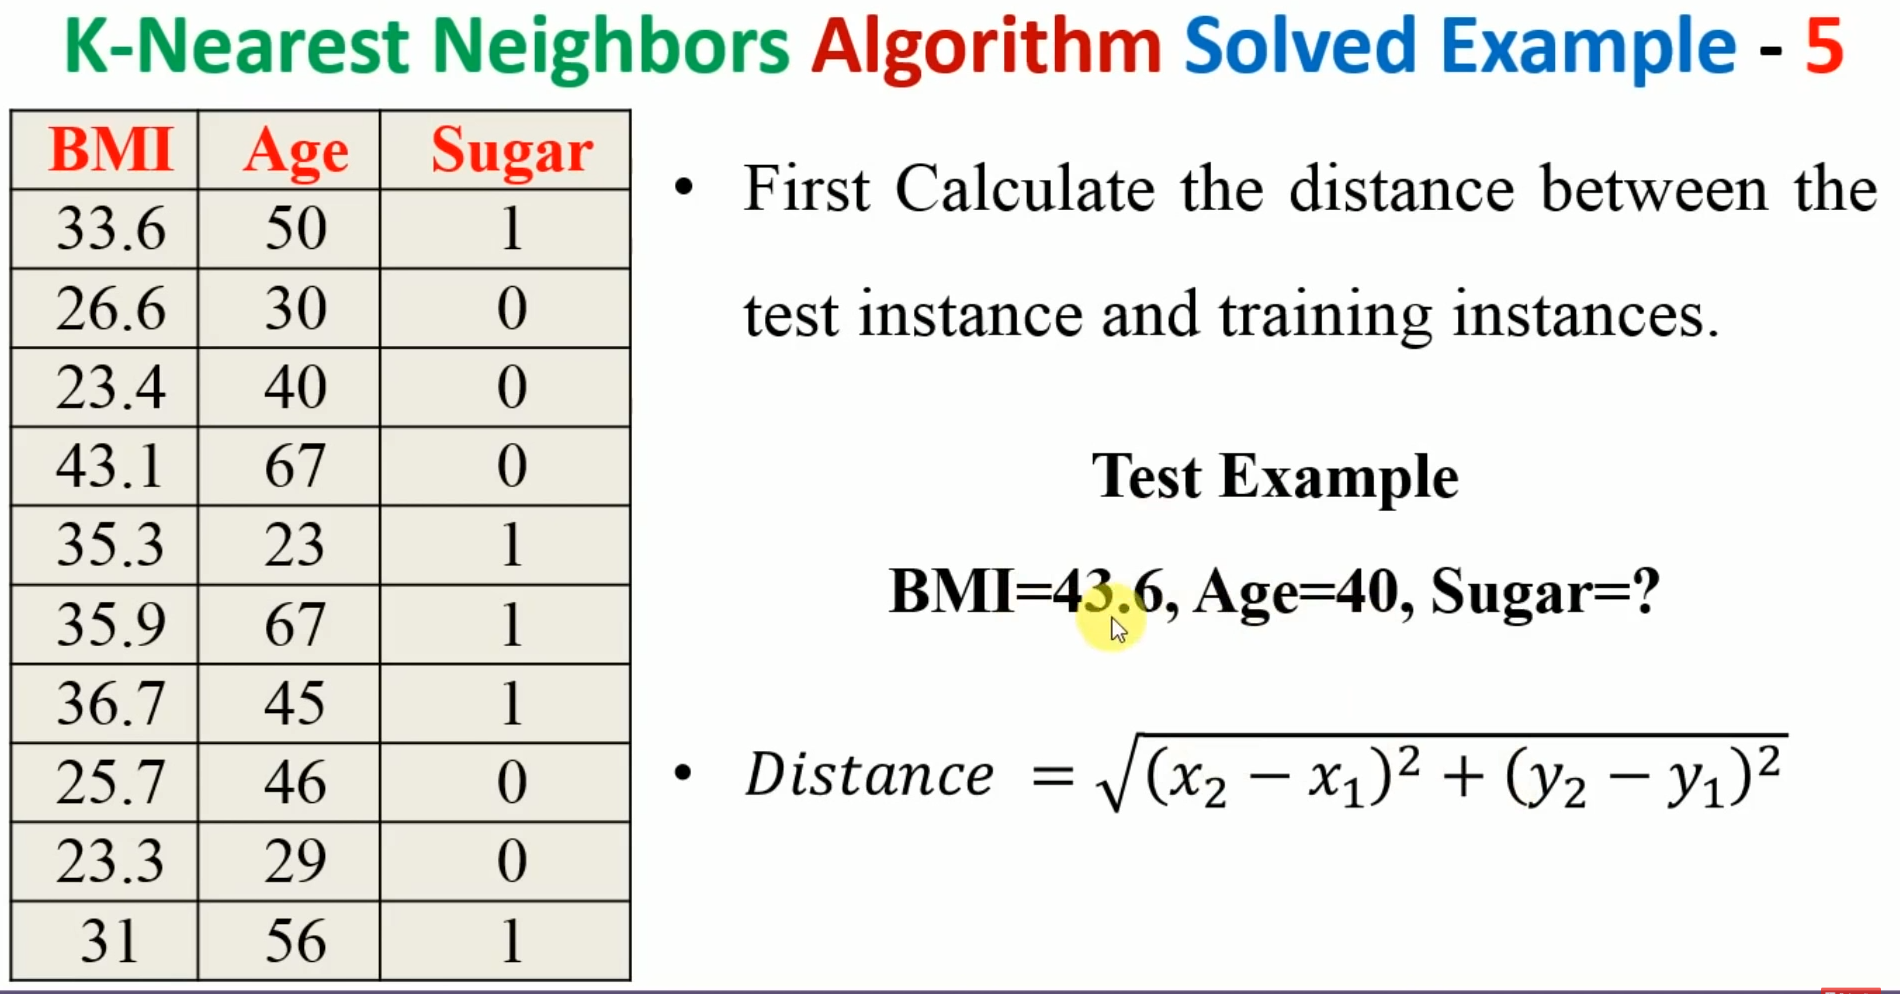 K-Nearest Neighbors Algorithm Solved Example - 5
BMI Age Sugar
33.6 50 1
26.6 30 0
23.4 40 0
43.1 67 0
35.3 23 1
35.9 67 1
36.7 45 1
25.7 46 0
23.3 29 0
31 56 1
• First Calculate the distance between the
test instance and training instances.
Test Example
BMI=43.6, Age=40, Sugar=?
• Distance = √(x₂ − x₁)² + (y₂ − y₁)²